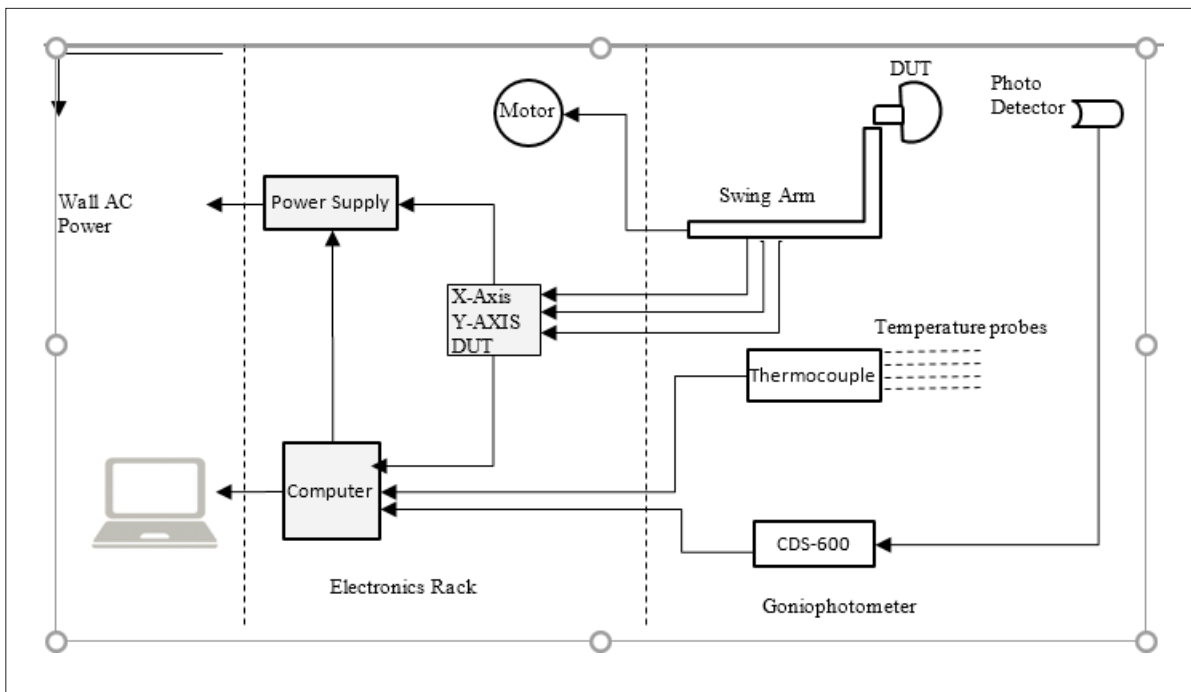 DUT
Photo
Detector
Motor
Wall AC
Power
Power Supply
Swing Arm
X-Axis
Y-AXIS
DUT
Temperature probes
Thermocouple
Computer
CDS-600
Electronics Rack
Goniophotometer